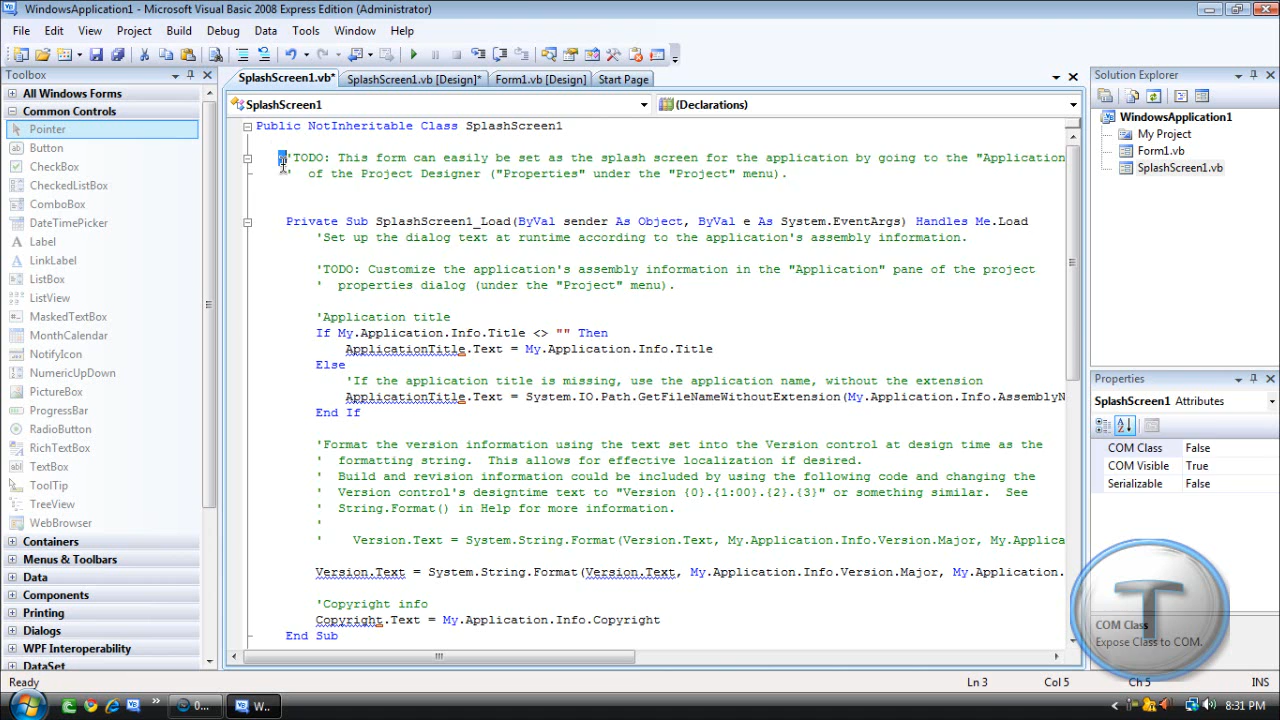 WindowsApplication1 - Microsoft Visual Basic 2008 Express Edition (Administrator)
File Edit View Project Build Debug Data Tools Window Help
Toolbox
SplashScreen1.vb* SplashScreen1.vb [Design]* Form1.vb [Design] Start Page
Solution Explorer
All Windows Forms
Common Controls
Pointer
Button
CheckBox
CheckedListBox
ComboBox
DateTimePicker
Label
LinkLabel
ListBox
ListView
MaskedTextBox
MonthCalendar
NotifyIcon
NumericUpDown
PictureBox
ProgressBar
RadioButton
RichTextBox
TextBox
ToolTip
TreeView
WebBrowser
Containers
Menus & Toolbars
Data
Components
Printing
Dialogs
WPF Interoperability
DataSet
SplashScreen1 (Declarations)
Public NotInheritable Class SplashScreen1
'TODO: This form can easily be set as the splash screen for the application by going to the "Application
' of the Project Designer ("Properties" under the "Project" menu).
Private Sub SplashScreen1_Load(ByVal sender As Object, ByVal e As System.EventArgs) Handles Me.Load
'Set up the dialog text at runtime according to the application's assembly information.
'TODO: Customize the application's assembly information in the "Application" pane of the project
' properties dialog (under the "Project" menu).
'Application title
If My.Application.Info.Title <> "" Then
ApplicationTitle.Text = My.Application.Info.Title
Else
'If the application title is missing, use the application name, without the extension
ApplicationTitle.Text = System.IO.Path.GetFileNameWithoutExtension(My.Application.Info.AssemblyN
End If
'Format the version information using the text set into the Version control at design time as the
' formatting string. This allows for effective localization if desired.
' Build and revision information could be included by using the following code and changing the
' Version control's designtime text to "Version {0}.{1:00}.{2}.{3}" or something similar. See
' String.Format() in Help for more information.
'
' Version.Text = System.String.Format(Version.Text, My.Application.Info.Version.Major, My.Applica
Version.Text = System.String.Format(Version.Text, My.Application.Info.Version.Major, My.Application.
'Copyright info
Copyright.Text = My.Application.Info.Copyright
End Sub
WindowsApplication1
My Project
Form1.vb
SplashScreen1.vb
Properties
SplashScreen1 Attributes
COM Class False
COM Visible True
Serializable False
T
COM Class
Expose Class to COM.
Ready Ln 3 Col 5 Ch 5 INS
0... W... 8:31 PM